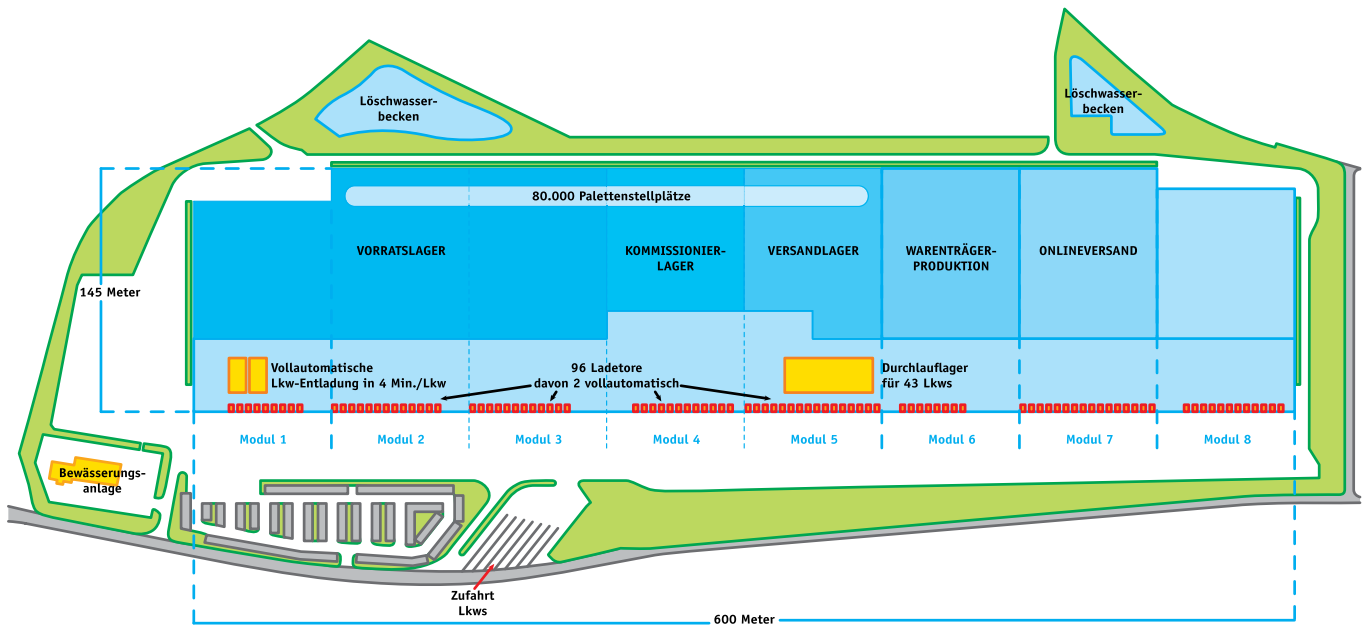 Löschwasser-
becken
Löschwasser-
becken
80.000 Palettenstellplätze
VORRATSLAGER
KOMMISSIONIER-
LAGER
VERSANDLAGER
WARENTRÄGER-
PRODUKTION
ONLINEVERSAND
145 Meter
Vollautomatische
Lkw-Entladung in 4 Min./Lkw
96 Ladetore
davon 2 vollautomatisch
Durchlauflager
für 43 Lkws
Modul 1
Modul 2
Modul 3
Modul 4
Modul 5
Modul 6
Modul 7
Modul 8
Bewässerungs-
anlage
Zufahrt
Lkws
600 Meter